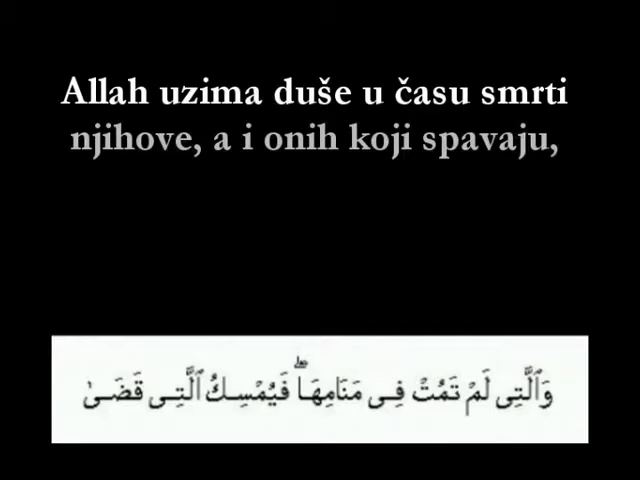 Allah uzima duše u času smrti
njihove, a i onih koji spavaju,
وَٱلَّتِى لَمْ تَمُتْ فِى مَنَامِهَا ۖ فَيُمْسِكُ ٱلَّتِى قَضَىٰ